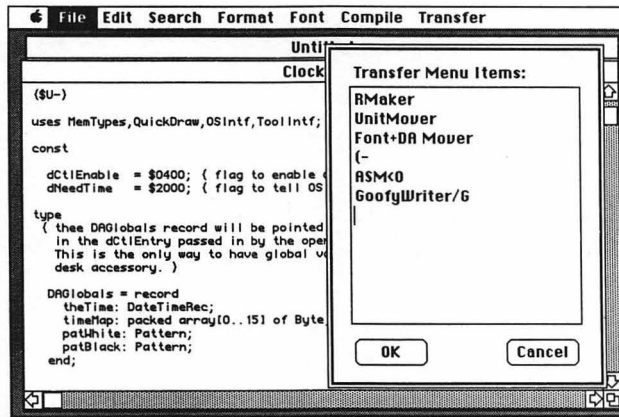 File Edit Search Format Font Compile Transfer
Clock
{$U-}
uses MemTypes,QuickDraw,OSIntf,ToolIntf;
const
dCtlEnable = $0400; { flag to enable
dNeedTime = $2000; { flag to tell OS
type
{ thee DAGlobals record will be pointed
in the dCtlEntry passed in by the oper
This is the only way to have global
desk accessory. }
DAGlobals = record
theTime: DateTimeRec;
timeMap: packed array[0..15] of Byte
patWhite: Pattern;
patBlack: Pattern;
end;
Transfer Menu Items:
RMaker
UnitMover
Font+DA Mover
(-
ASM<O
GoofyWriter/G
OK
Cancel